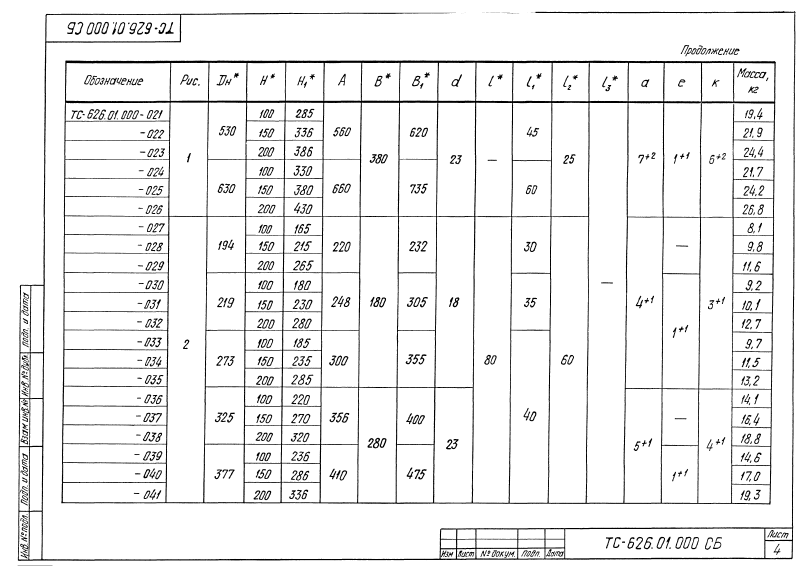 ТС-626.01.000 СБ
Продолжение
Обозначение Рис. Dн* H* H₁* A B* B₁* d l* l₁* l₂* l₃* a e к Масса, кг
ТС-626.01.000-021 1 530 100 285 560 380 620 23 — 45 25 — 7+2 1+1 6+2 19,4
-022 150 336 21,9
-023 200 386 24,4
-024 630 100 330 660 735 60 21,7
-025 150 380 24,2
-026 200 430 26,8
-027 2 194 100 165 220 180 232 18 80 30 60 4+1 — 3+1 8,1
-028 150 215 9,8
-029 200 265 11,6
-030 219 100 180 248 305 35 1+1 9,2
-031 150 230 10,1
-032 200 280 12,7
-033 273 100 185 300 355 40 9,7
-034 150 235 11,5
-035 200 285 13,2
-036 325 100 220 356 280 400 23 5+1 — 4+1 14,1
-037 150 270 16,4
-038 200 320 18,8
-039 377 100 236 410 475 1+1 14,6
-040 150 286 17,0
-041 200 336 19,3
Инв. № подл. Подп. и дата Взам. инв. № Инв. № дубл. Подп. и дата
Изм Лист № докум. Подп. Дата
ТС-626.01.000 СБ
Лист
4